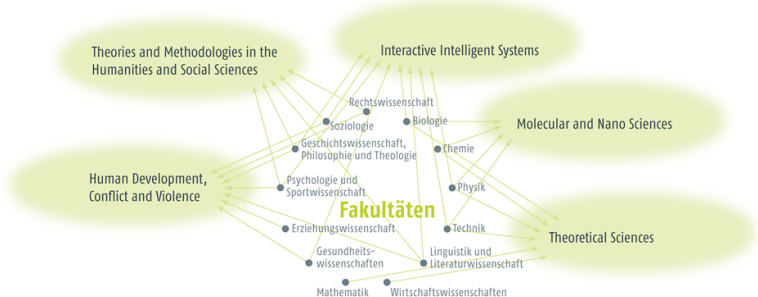 Theories and Methodologies in the
Humanities and Social Sciences
Interactive Intelligent Systems
Rechtswissenschaft
Soziologie
Biologie
Molecular and Nano Sciences
Geschichtswissenschaft,
Philosophie und Theologie
Chemie
Human Development,
Conflict and Violence
Psychologie und
Sportwissenschaft
Physik
Fakultäten
Erziehungswissenschaft
Technik
Theoretical Sciences
Gesundheits-
wissenschaften
Linguistik und
Literaturwissenschaft
Mathematik
Wirtschaftswissenschaften